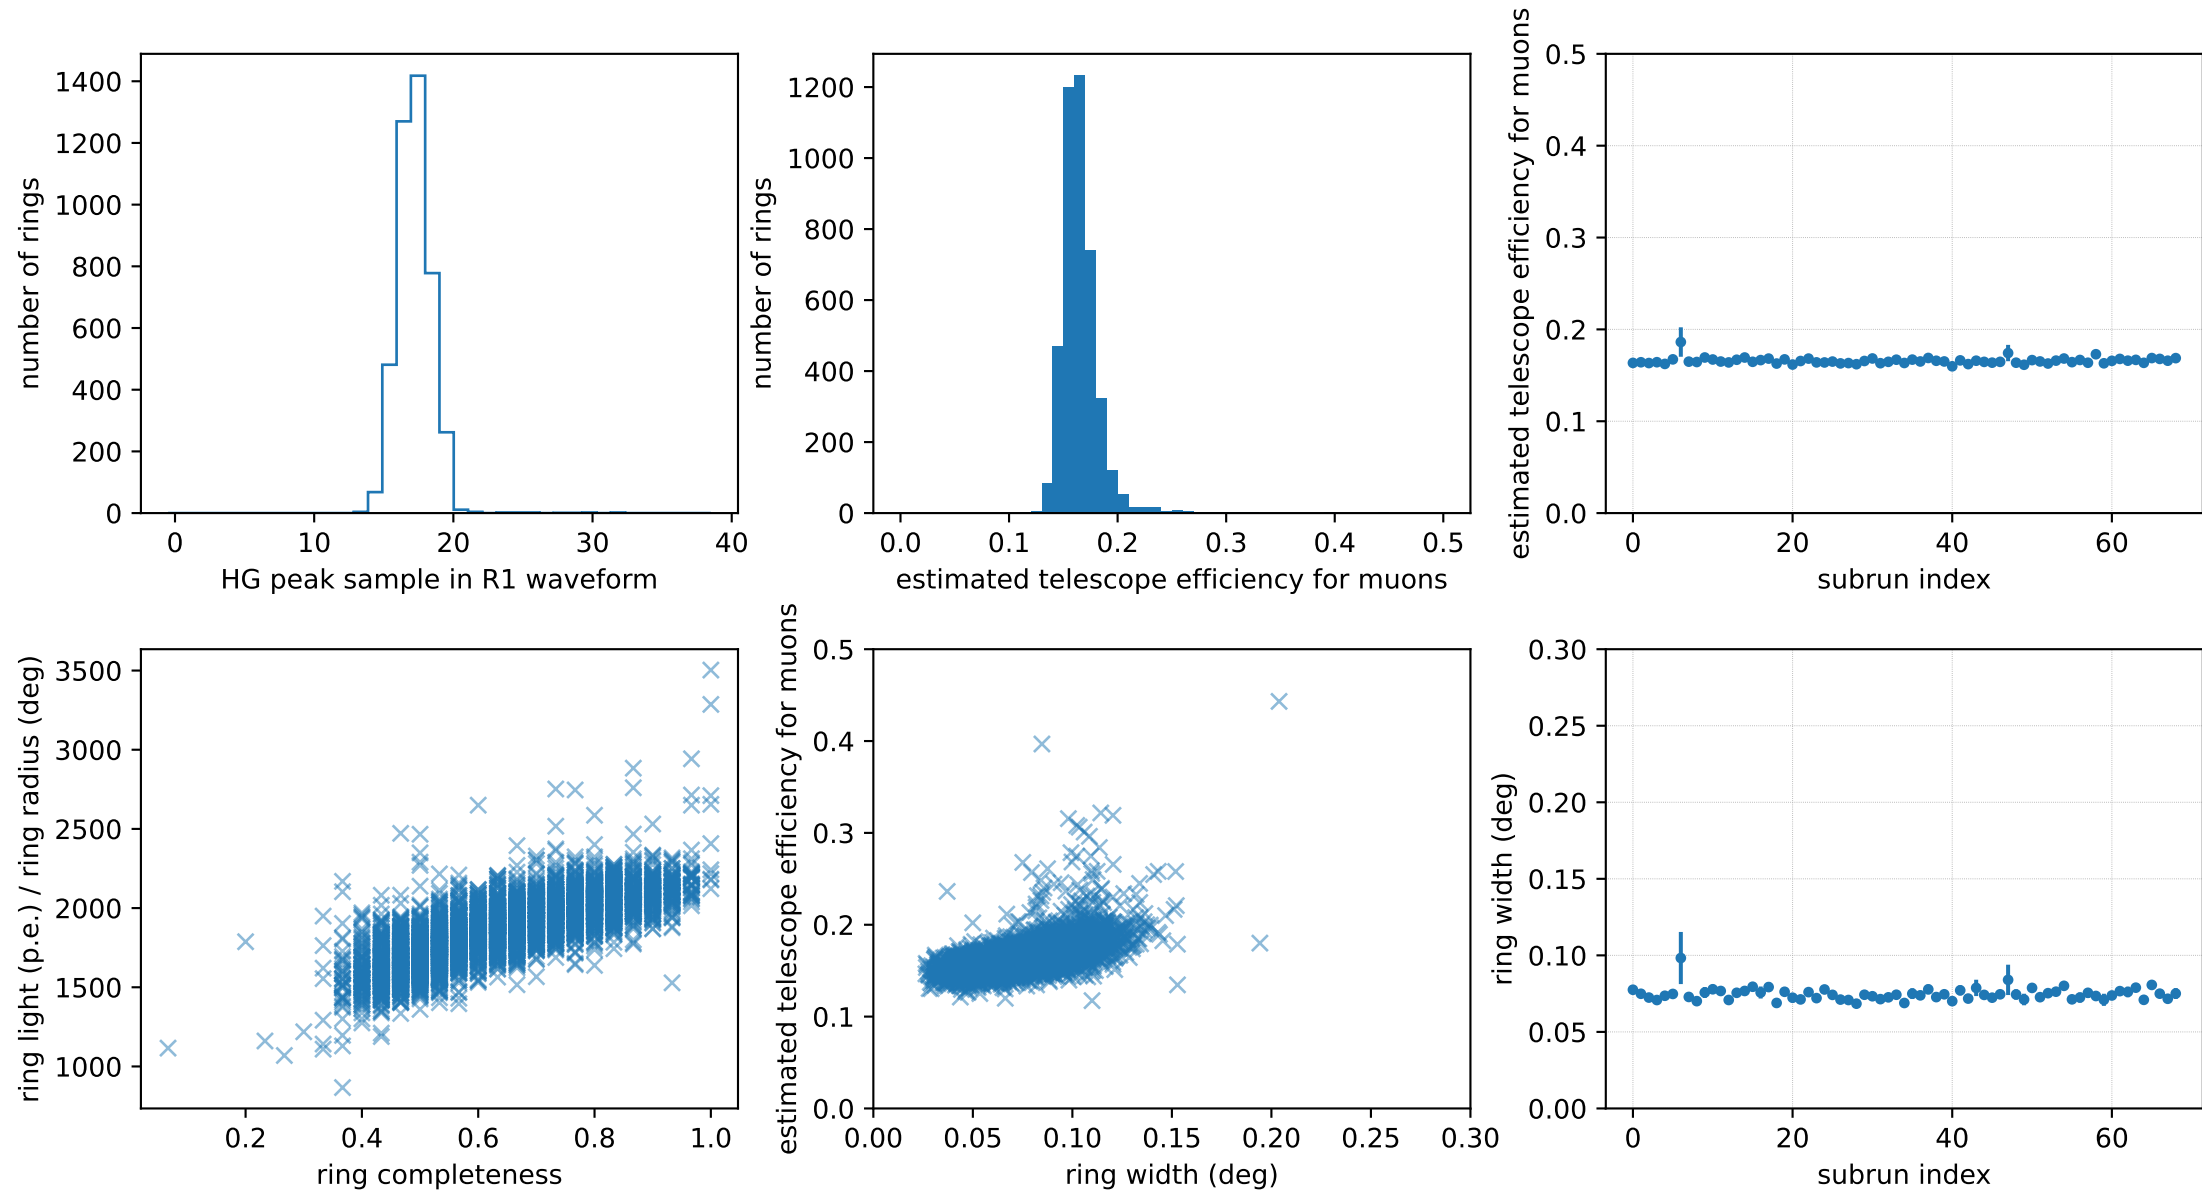 number of rings
1400
1200
1000
800
600
400
200
0
0 10 20 30 40
HG peak sample in R1 waveform
number of rings
1200
1000
800
600
400
200
0
0.0 0.1 0.2 0.3 0.4 0.5
estimated telescope efficiency for muons
estimated telescope efficiency for muons
0.5
0.4
0.3
0.2
0.1
0.0
0 20 40 60
subrun index
ring light (p.e.) / ring radius (deg)
3500
3000
2500
2000
1500
1000
0.2 0.4 0.6 0.8 1.0
ring completeness
estimated telescope efficiency for muons
0.5
0.4
0.3
0.2
0.1
0.0
0.00 0.05 0.10 0.15 0.20 0.25 0.30
ring width (deg)
ring width (deg)
0.30
0.25
0.20
0.15
0.10
0.05
0.00
0 20 40 60
subrun index